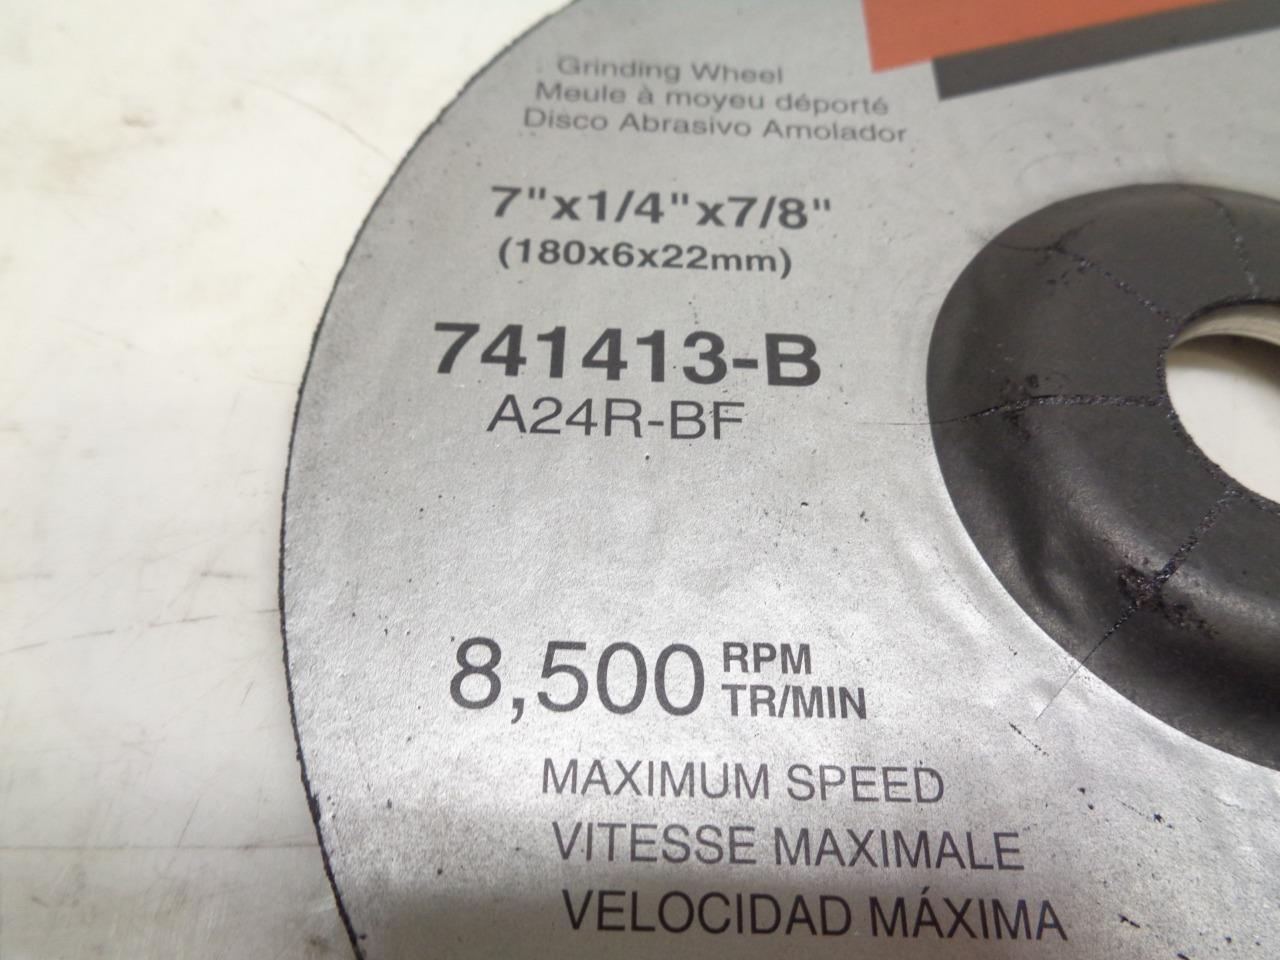 Grinding Wheel
Meule à moyeu déporté
Disco Abrasivo Amolador
7"x1/4"x7/8"
(180x6x22mm)
741413-B
A24R-BF
8,500 RPM
TR/MIN
MAXIMUM SPEED
VITESSE MAXIMALE
VELOCIDAD MÁXIMA